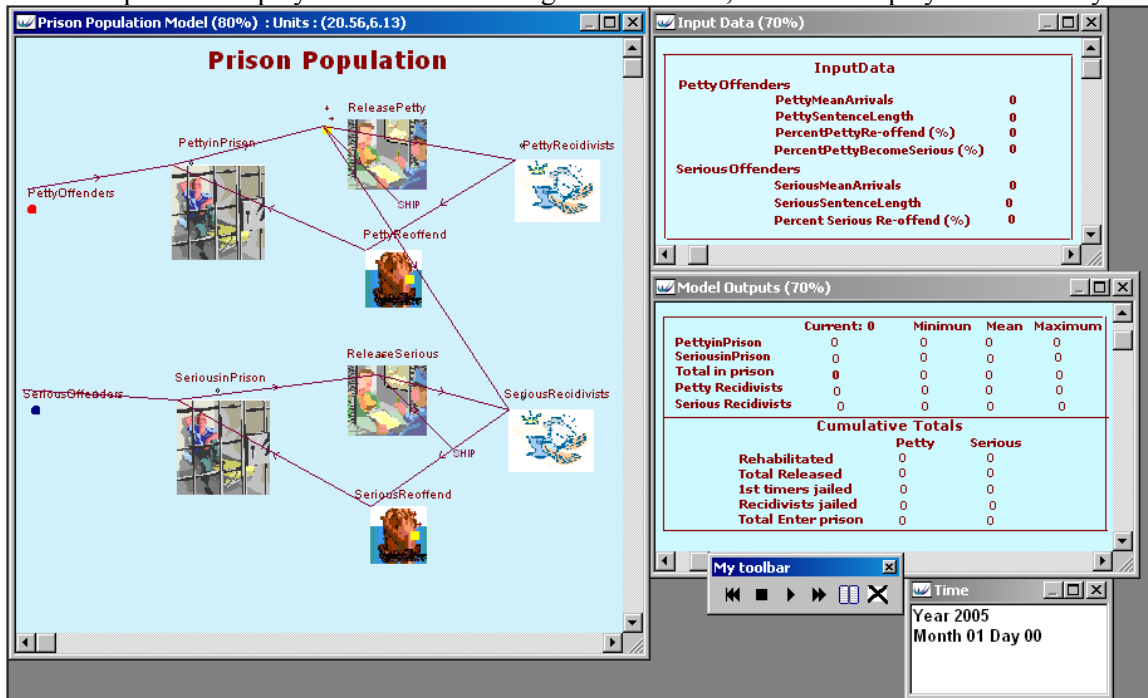 Prison Population Model (80%) : Units : (20.56,6.13)
Prison Population
ReleasePetty
PettyinPrison
PettyRecidivists
PettyOffenders
SHIP
PettyReoffend
ReleaseSerious
SeriousinPrison
SeriousOffenders
SeriousRecidivists
SHIP
SeriousReoffend
Input Data (70%)
InputData
PettyOffenders
PettyMeanArrivals 0
PettySentenceLength 0
PercentPettyRe-offend (%) 0
PercentPettyBecomeSerious (%) 0
SeriousOffenders
SeriousMeanArrivals 0
SeriousSentenceLength 0
Percent Serious Re-offend (%) 0
Model Outputs (70%)
Current: 0 Minimun Mean Maximum
PettyinPrison 0 0 0 0
SeriousinPrison 0 0 0 0
Total in prison 0 0 0 0
Petty Recidivists 0 0 0 0
Serious Recidivists 0 0 0 0
Cumulative Totals
Petty Serious
Rehabilitated 0 0
Total Released 0 0
1st timers jailed 0 0
Recidivists jailed 0 0
Total Enter prison 0 0
My toolbar
Time
Year 2005
Month 01 Day 00